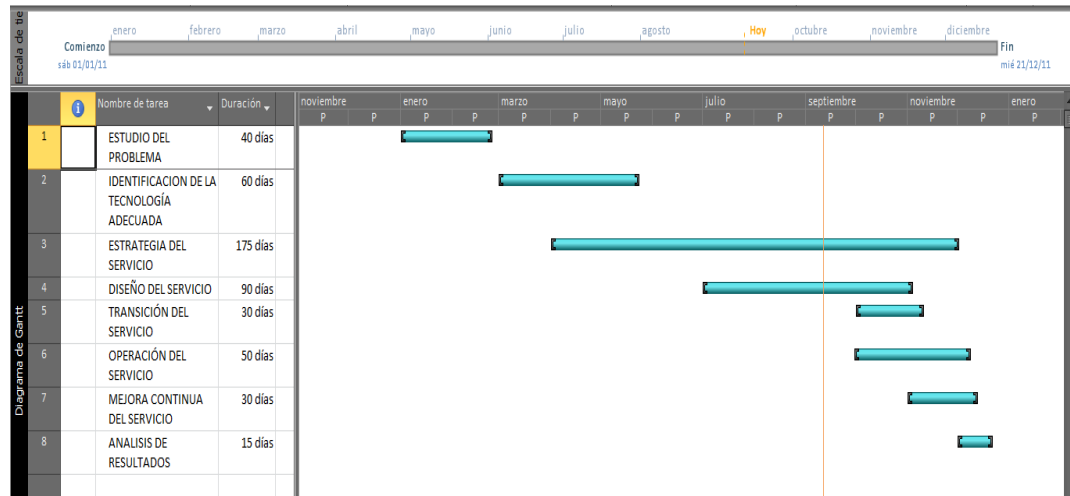 Escala de tie
enero febrero marzo abril mayo junio julio agosto Hoy octubre noviembre diciembre
Comienzo
sáb 01/01/11
Fin
mié 21/12/11
Nombre de tarea Duración
noviembre enero marzo mayo julio septiembre noviembre enero
P P P P P P P P P P P P P P P
1 ESTUDIO DEL 40 días
PROBLEMA
2 IDENTIFICACION DE LA 60 días
TECNOLOGÍA
ADECUADA
3 ESTRATEGIA DEL 175 días
SERVICIO
4 DISEÑO DEL SERVICIO 90 días
5 TRANSICIÓN DEL 30 días
SERVICIO
6 OPERACIÓN DEL 50 días
SERVICIO
7 MEJORA CONTINUA 30 días
DEL SERVICIO
8 ANALISIS DE 15 días
RESULTADOS
Diagrama de Gantt